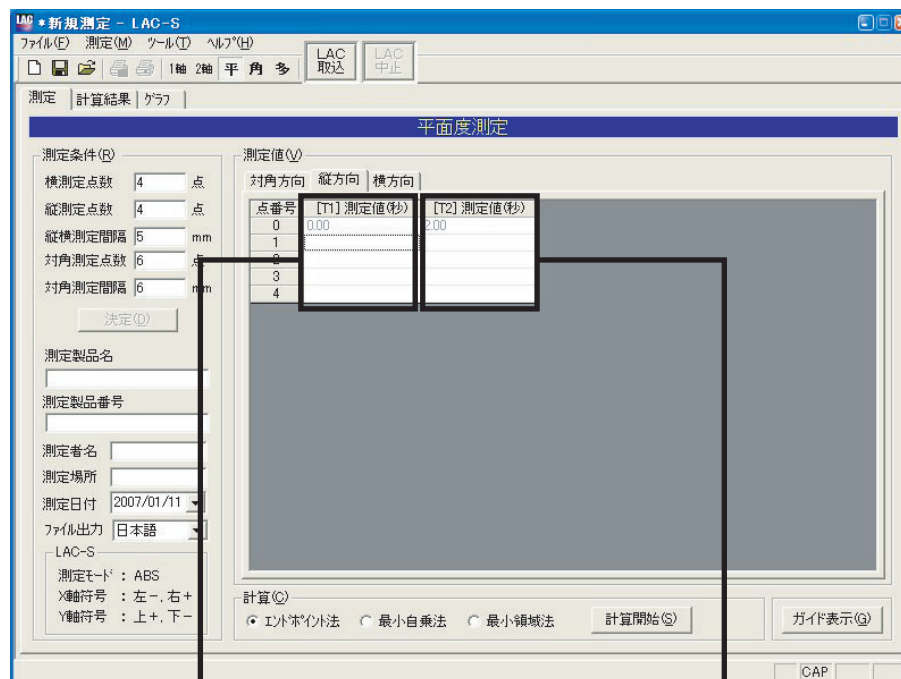 *新規測定 - LAC-S
ファイル(F) 測定(M) ツール(T) ヘルプ(H)
1軸 2軸 平 角 多 LAC取込 LAC中止
測定 計算結果 グラフ
平面度測定
測定条件(R)
横測定点数 4 点
縦測定点数 4 点
縦横測定間隔 5 mm
対角測定点数 6 点
対角測定間隔 6 mm
決定(D)
測定製品名
測定製品番号
測定者名
測定場所
測定日付 2007/01/11
ファイル出力 日本語
LAC-S
測定モード : ABS
X軸符号 : 左-, 右+
Y軸符号 : 上+, 下-
測定値(V)
対角方向 縦方向 横方向
点番号 [T1] 測定値(秒) [T2] 測定値(秒)
0 0.00 2.00
1
2
3
4
計算(C)
エンドポイント法 最小自乗法 最小領域法 計算開始(S) ガイド表示(G)
CAP